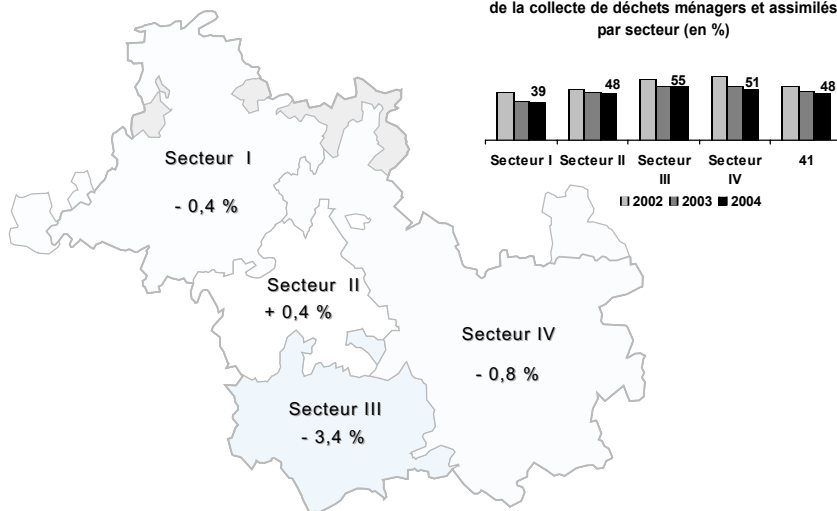 de la collecte de déchets ménagers et assimilés
par secteur (en %)
39
48
55
51
48
Secteur I
Secteur II
Secteur
III
Secteur
IV
41
2002 2003 2004
Secteur I
- 0,4 %
Secteur II
+ 0,4 %
Secteur IV
- 0,8 %
Secteur III
- 3,4 %